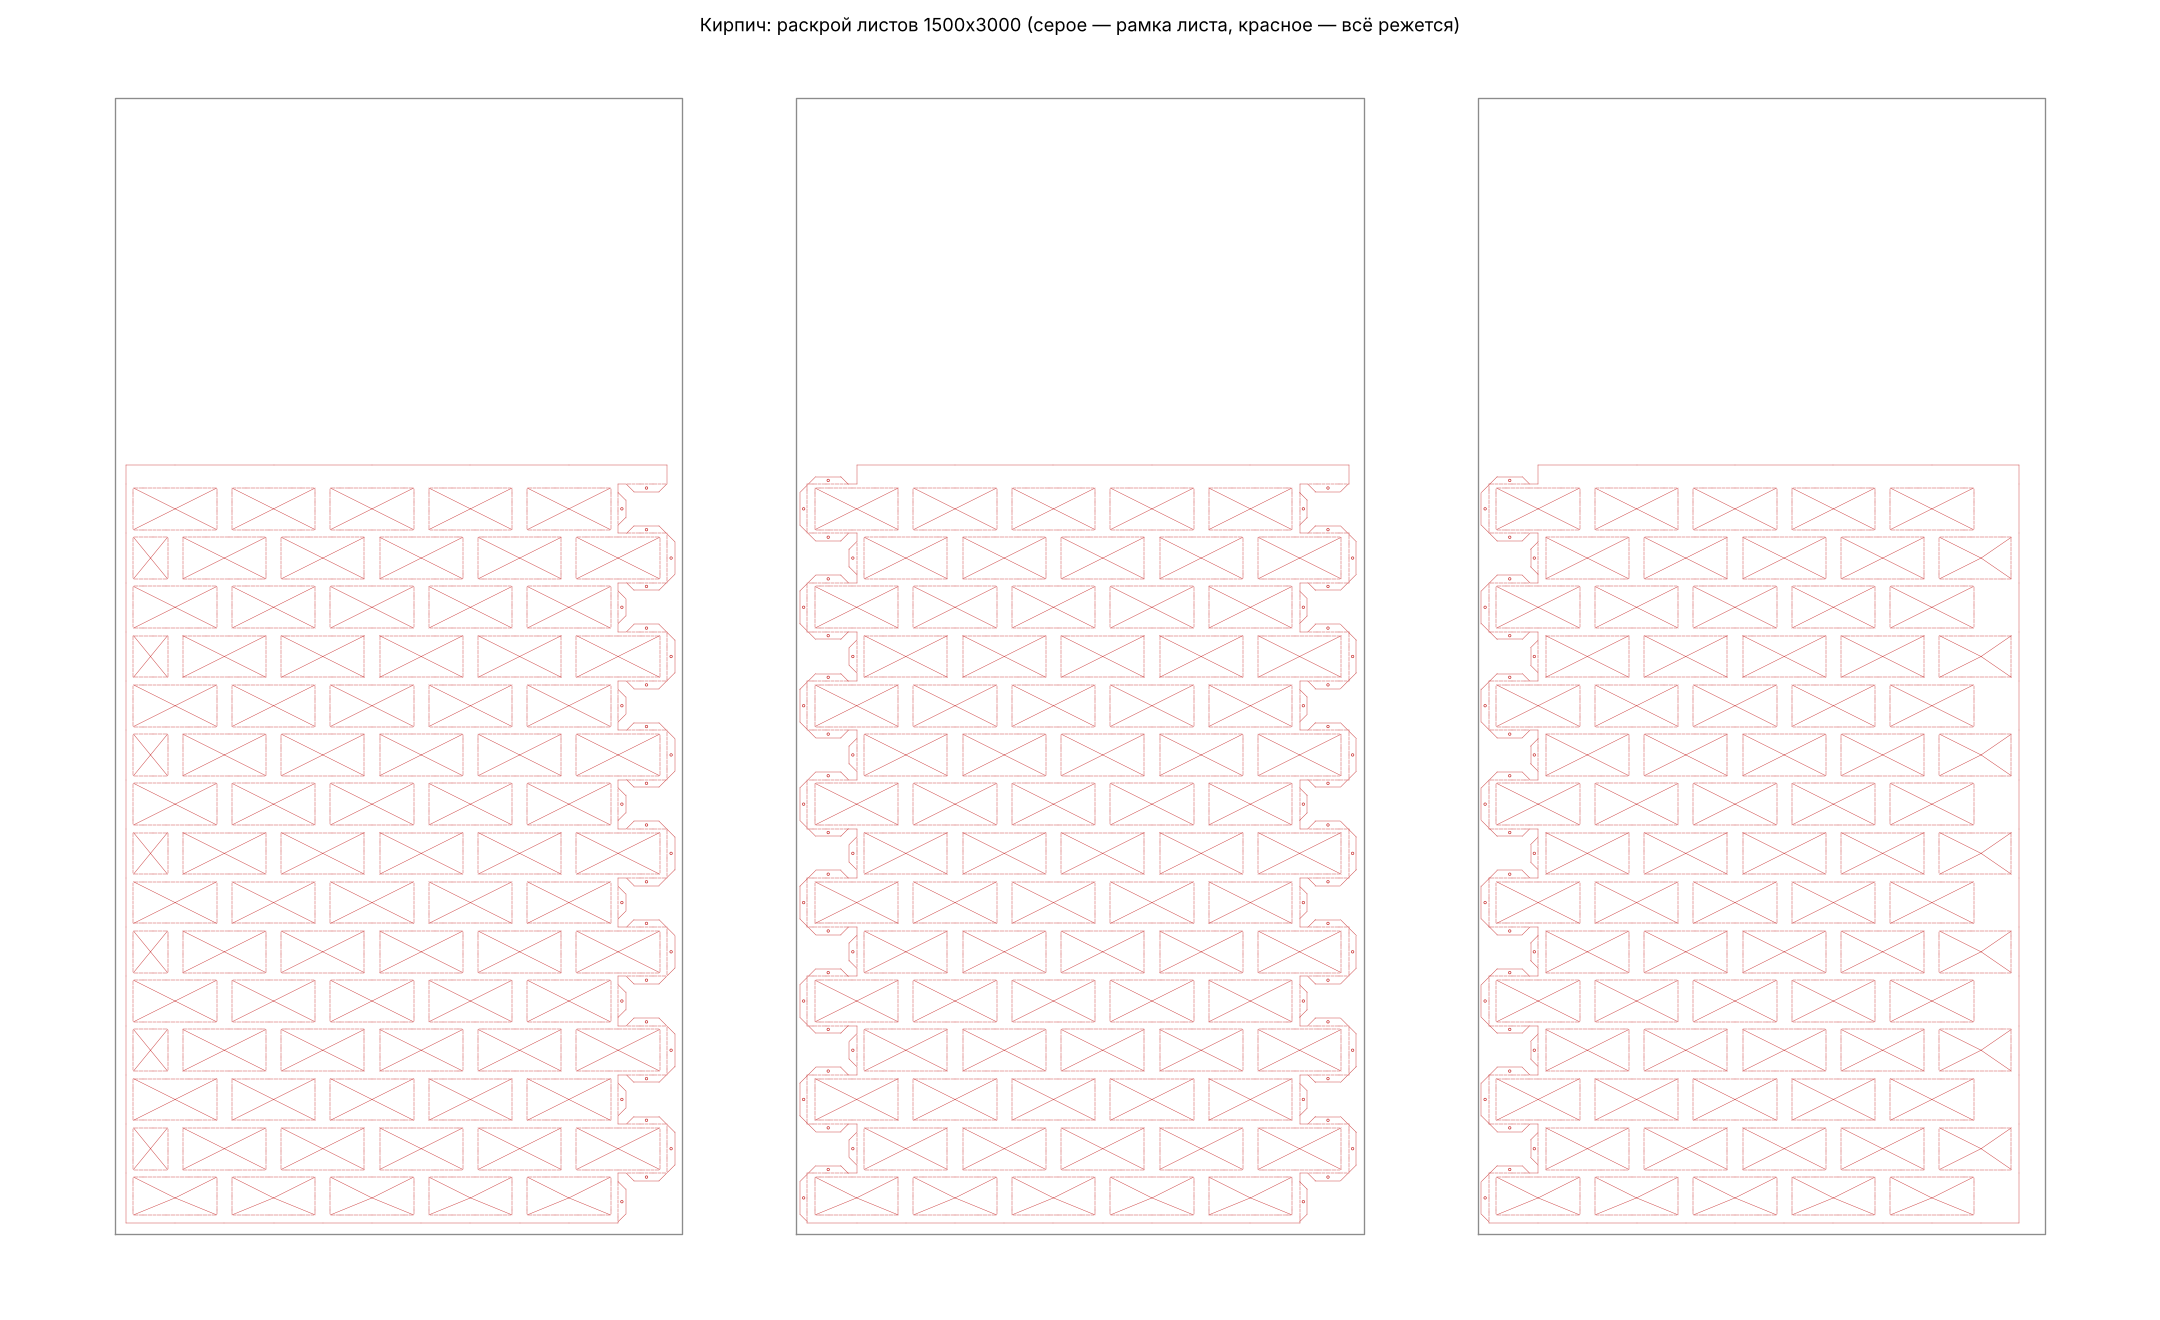 Кирпич: раскрой листов 1500x3000 (серое — рамка листа, красное — всё режется)